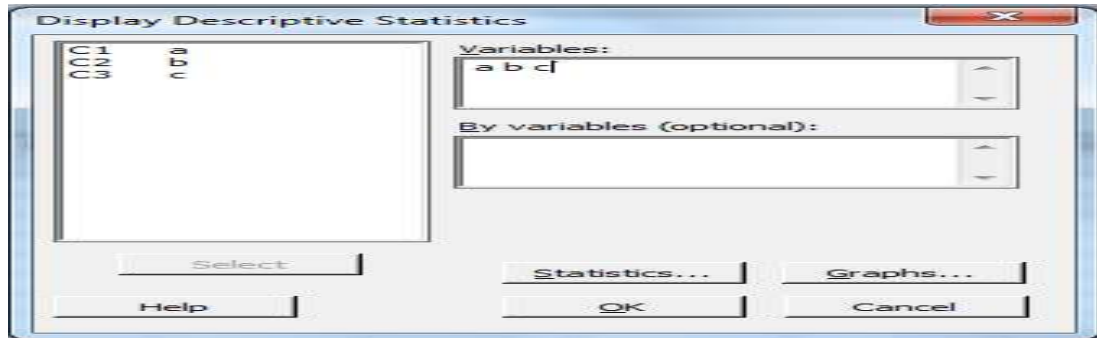 Display Descriptive Statistics
C1 a
C2 b
C3 c
Variables:
a b c
By variables (optional):
Select
Statistics...
Graphs...
Help
OK
Cancel